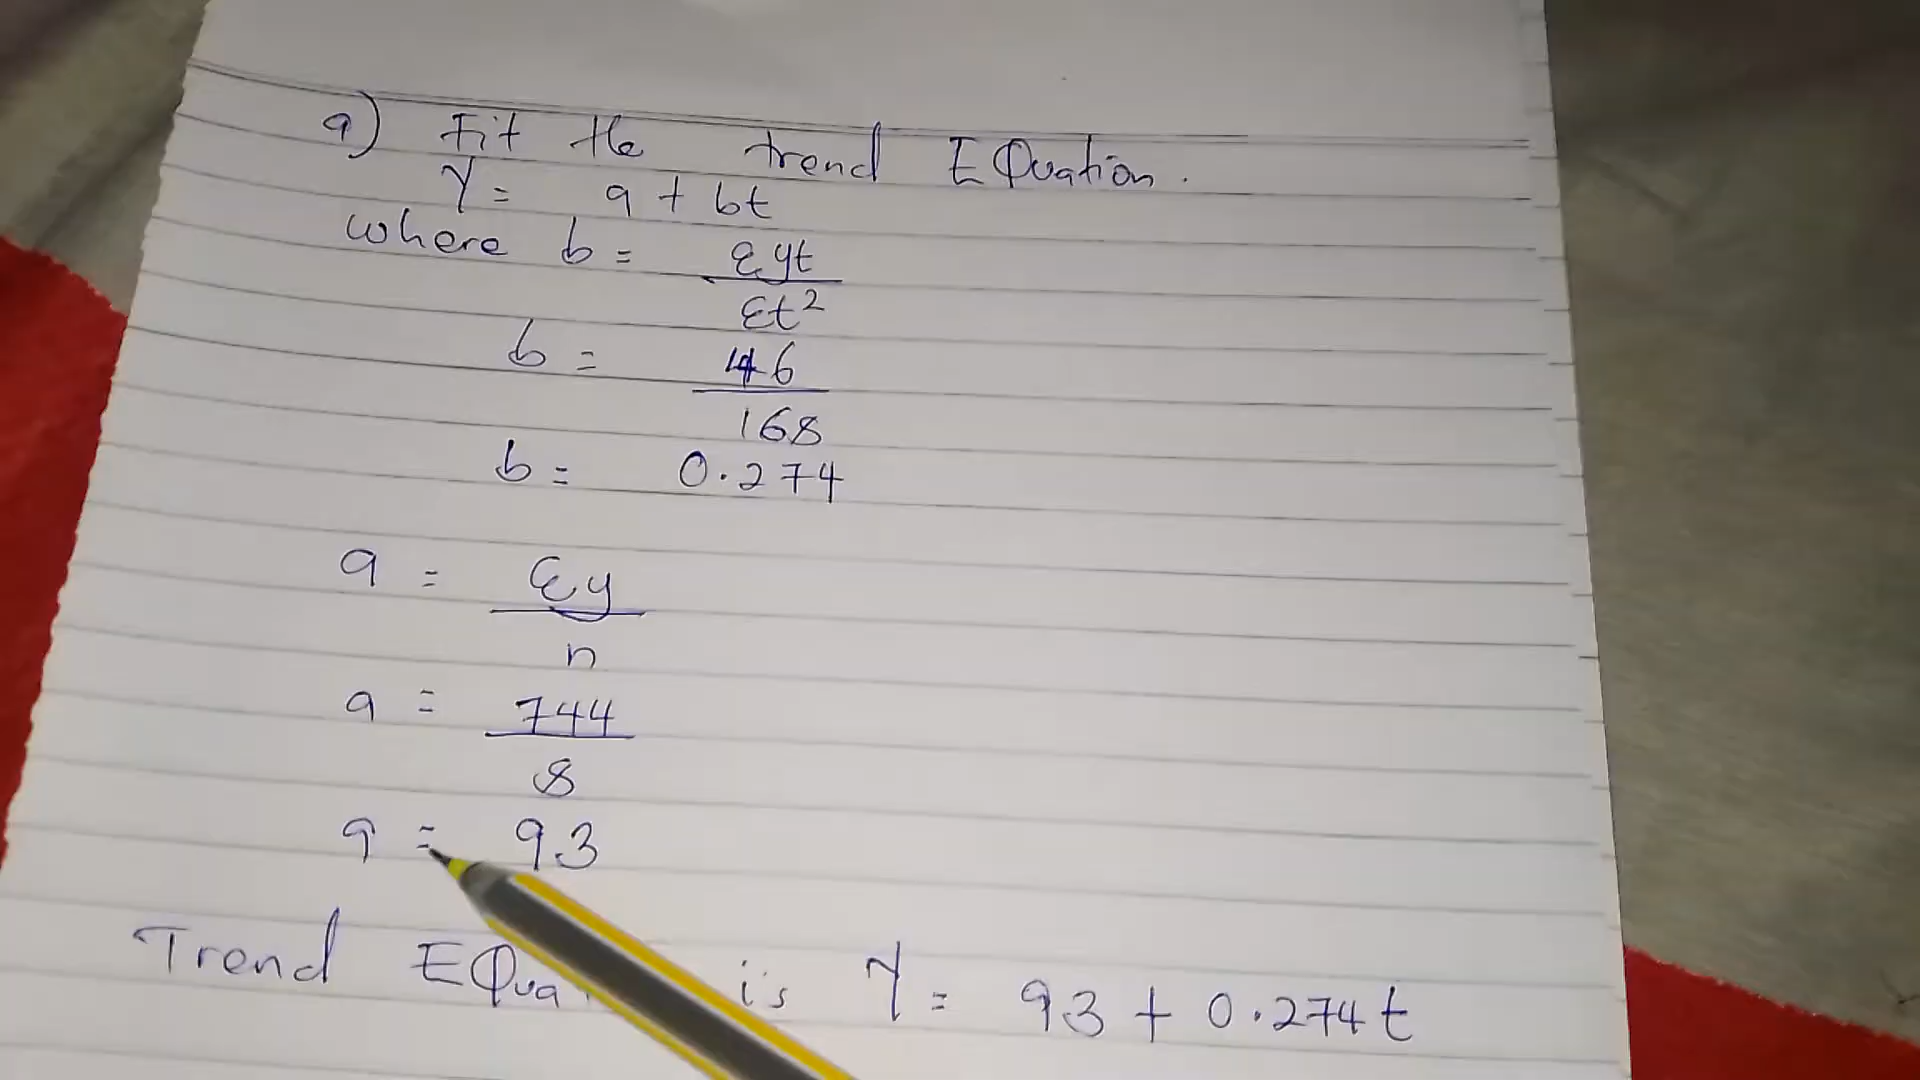 a) Fit the trend EQuation.
Y = a + bt
where b = Σyt
Σt²
b = 46
168
b = 0.274
a = Σy
n
a = 744
8
a = 93
Trend is Y = 93 + 0.274t